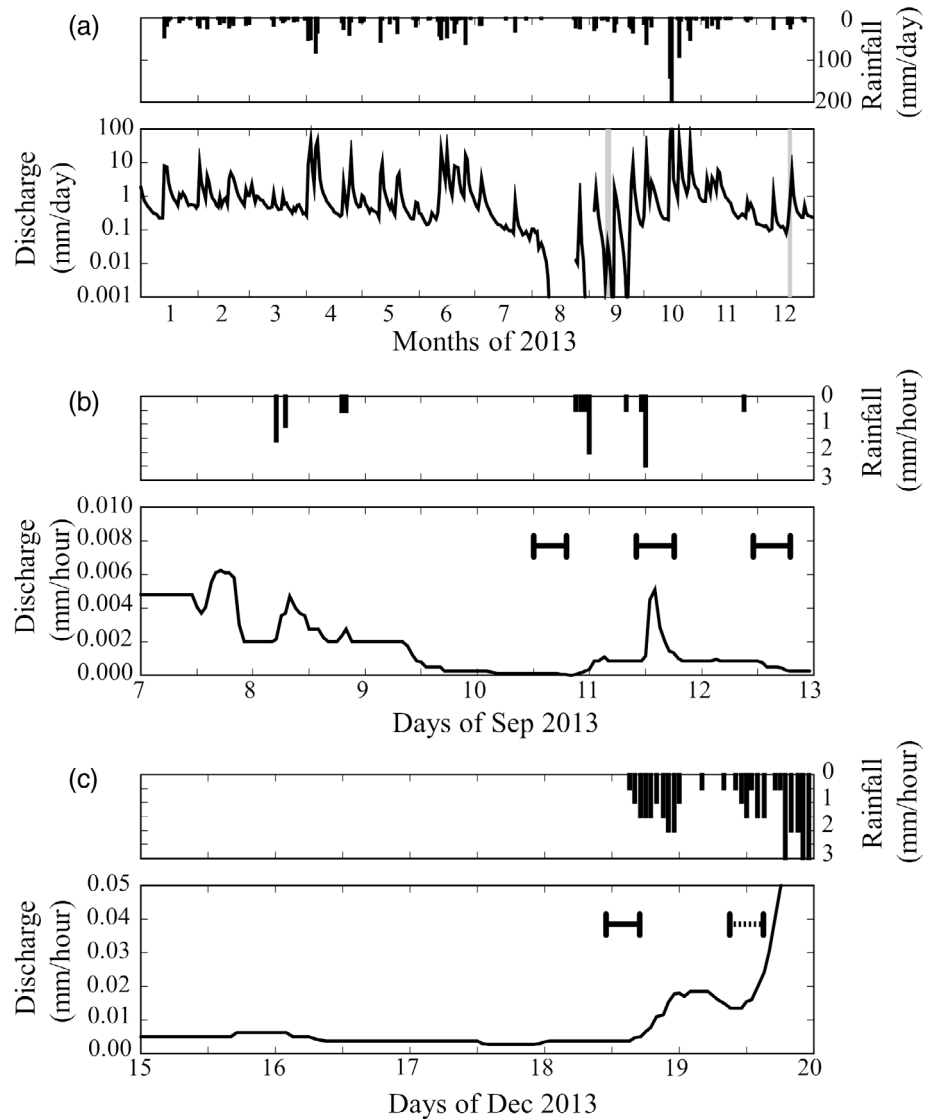 (a)
0
100
200
Rainfall
(mm/day)
100
10
1
0.1
0.01
0.001
Discharge
(mm/day)
1 2 3 4 5 6 7 8 9 10 11 12
Months of 2013
(b)
0
1
2
3
Rainfall
(mm/hour)
0.010
0.008
0.006
0.004
0.002
0.000
Discharge
(mm/hour)
7 8 9 10 11 12 13
Days of Sep 2013
(c)
0
1
2
3
Rainfall
(mm/hour)
0.05
0.04
0.03
0.02
0.01
0.00
Discharge
(mm/hour)
15 16 17 18 19 20
Days of Dec 2013